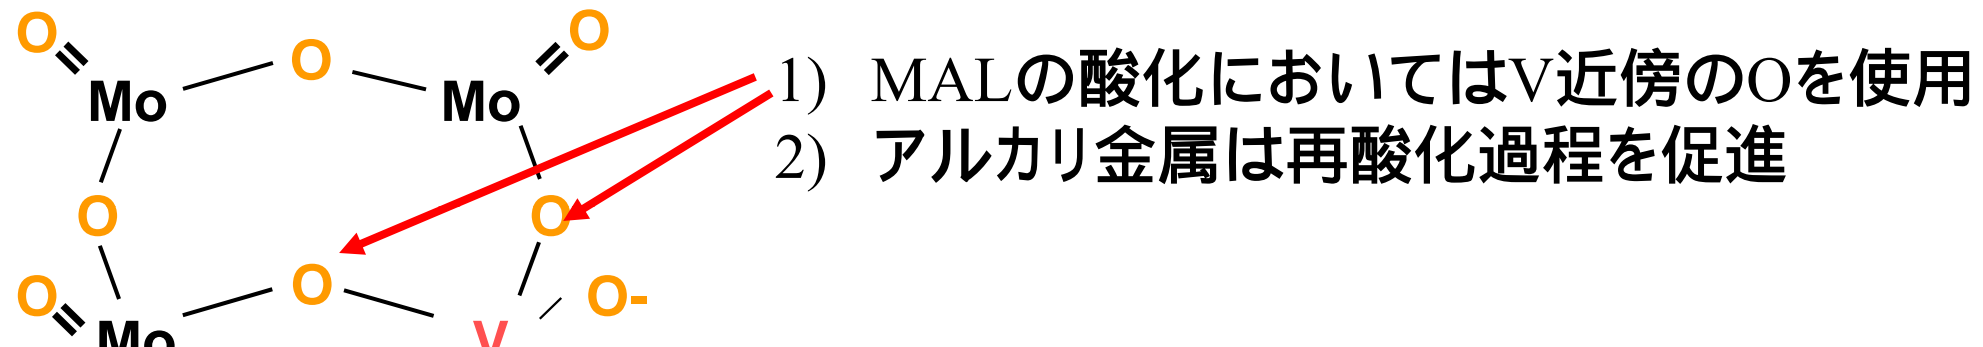 O O O
Mo Mo
1) MALの酸化においてはV近傍のOを使用
2) アルカリ金属は再酸化過程を促進
O O
O O O-
Mo V